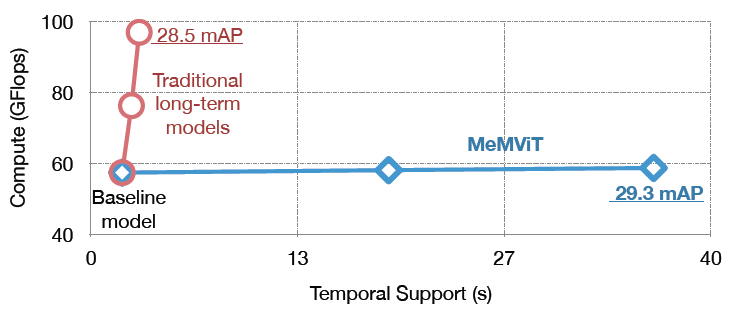 100
28.5 mAP
Traditional
long-term
models
80
MeMViT
60
29.3 mAP
Baseline
model
40
0
13
27
40
Compute (GFlops)
Temporal Support (s)